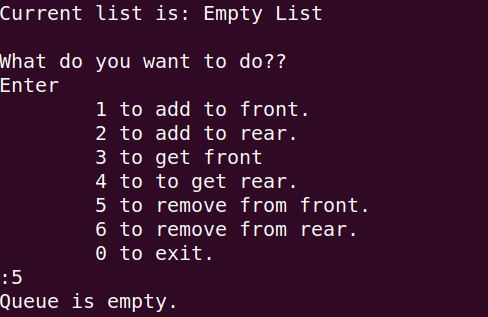 Current list is: Empty List
What do you want to do??
Enter
1 to add to front.
2 to add to rear.
3 to get front
4 to to get rear.
5 to remove from front.
6 to remove from rear.
0 to exit.
:5
Queue is empty.